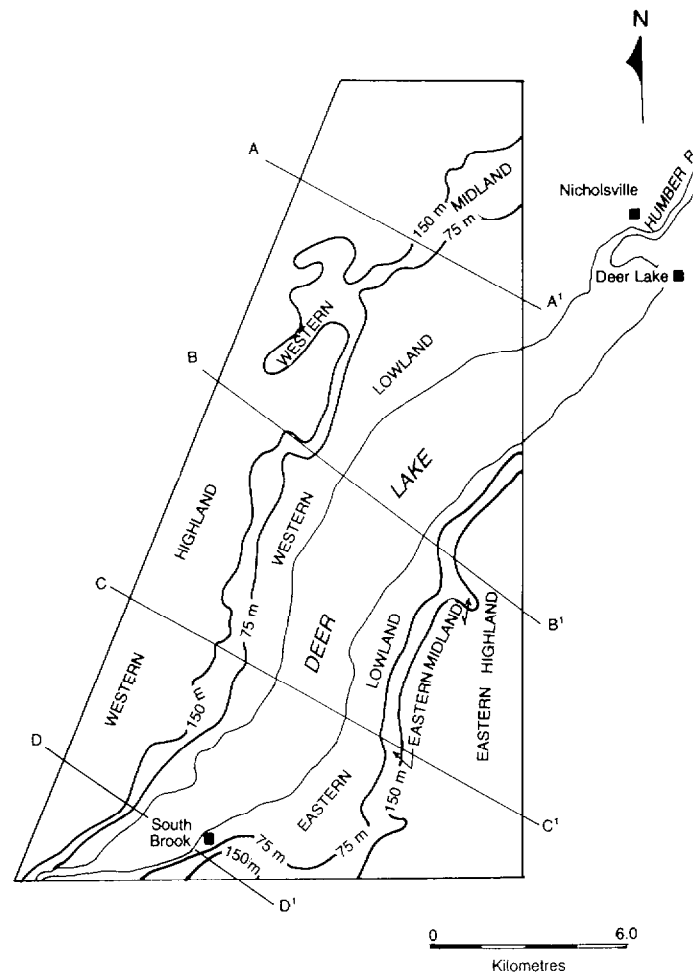 N
A
MIDLAND
150 m
75 m
Nicholsville
HUMBER R
Deer Lake
A¹
WESTERN
B
LOWLAND
LAKE
HIGHLAND
WESTERN
C
75 m
B¹
DEER
LOWLAND
EASTERN MIDLAND
EASTERN HIGHLAND
WESTERN
150 m
D
150 m
C¹
South
Brook
EASTERN
75 m
75 m
150 m
D¹
0 6.0
Kilometres